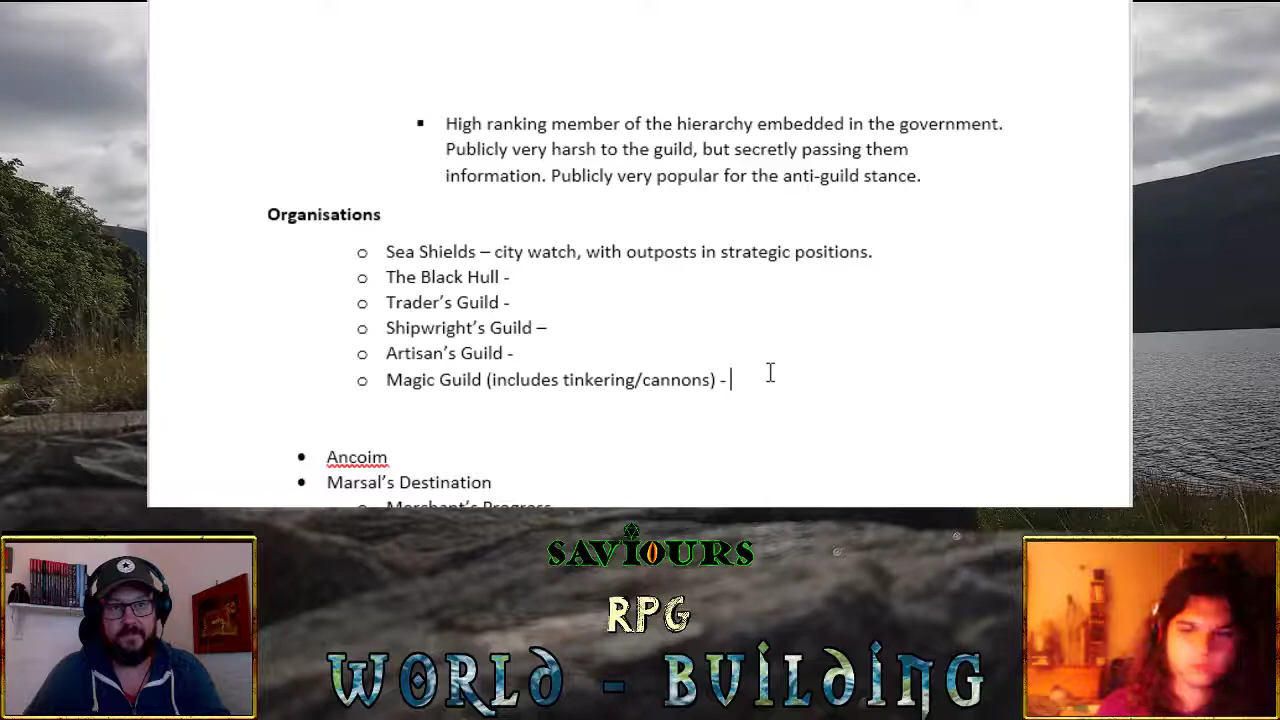 ▪ High ranking member of the hierarchy embedded in the government.
Publicly very harsh to the guild, but secretly passing them
information. Publicly very popular for the anti-guild stance.
Organisations
o Sea Shields – city watch, with outposts in strategic positions.
o The Black Hull -
o Trader’s Guild -
o Shipwright’s Guild –
o Artisan’s Guild -
o Magic Guild (includes tinkering/cannons) -
• Ancoim
• Marsal’s Destination
o Merchant’s Progress
SAVIOURS
RPG
WORLD - BUILDING